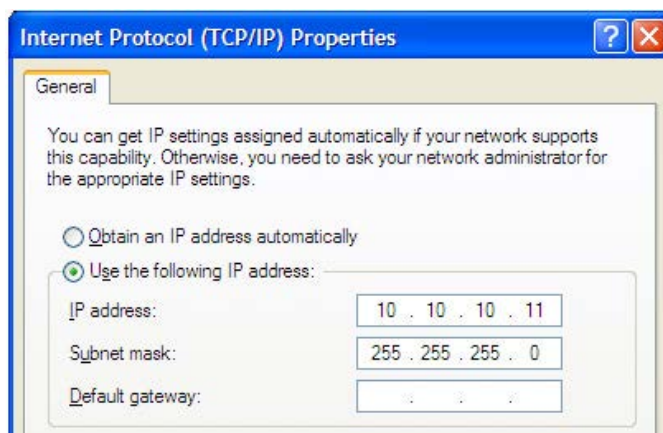 Internet Protocol (TCP/IP) Properties
General
You can get IP settings assigned automatically if your network supports
this capability. Otherwise, you need to ask your network administrator for
the appropriate IP settings.
Obtain an IP address automatically
Use the following IP address:
IP address: 10 . 10 . 10 . 11
Subnet mask: 255 . 255 . 255 . 0
Default gateway: . . .